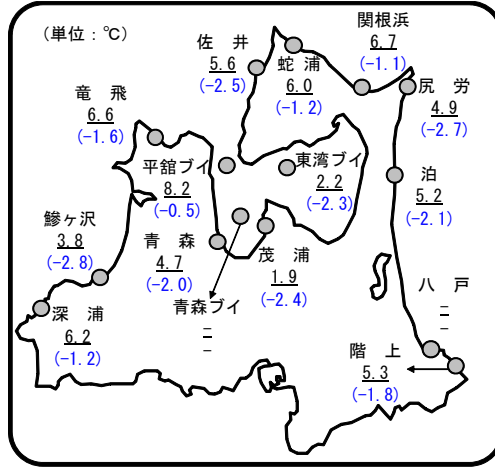 (単位：℃)
関根浜
6.7
(-1.1)
佐 井
5.6
(-2.5)
蛇 浦
6.0
(-1.2)
尻 労
4.9
(-2.7)
竜 飛
6.6
(-1.6)
平舘ブイ
8.2
(-0.5)
東湾ブイ
2.2
(-2.3)
泊
5.2
(-2.1)
鰺ヶ沢
3.8
(-2.8)
青 森
4.7
(-2.0)
茂 浦
1.9
(-2.4)
青森ブイ
–
–
八 戸
–
–
深 浦
6.2
(-1.2)
階 上
5.3
(-1.8)